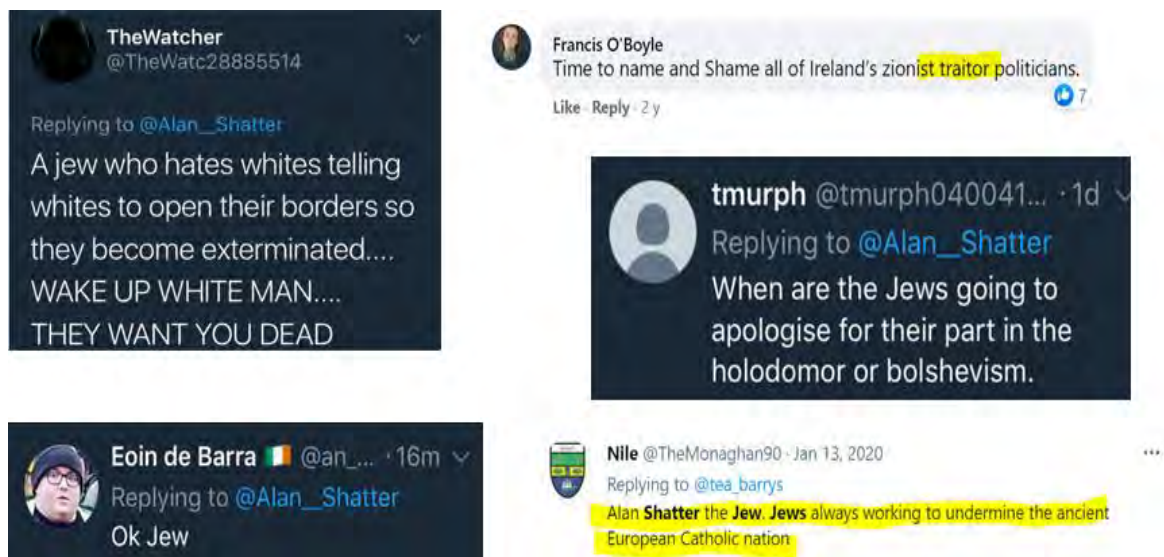 TheWatcher
@TheWatc28885514
Replying to @Alan__Shatter
A jew who hates whites telling
whites to open their borders so
they become exterminated....
WAKE UP WHITE MAN....
THEY WANT YOU DEAD
Francis O'Boyle
Time to name and Shame all of Ireland's zionist traitor politicians.
Like · Reply · 2 y
7
tmurph @tmurph040041... · 1d
Replying to @Alan__Shatter
When are the Jews going to
apologise for their part in the
holodomor or bolshevism.
Eoin de Barra @an_... · 16m
Replying to @Alan__Shatter
Ok Jew
Nile @TheMonaghan90 · Jan 13, 2020
Replying to @tea_barrys
Alan Shatter the Jew. Jews always working to undermine the ancient
European Catholic nation